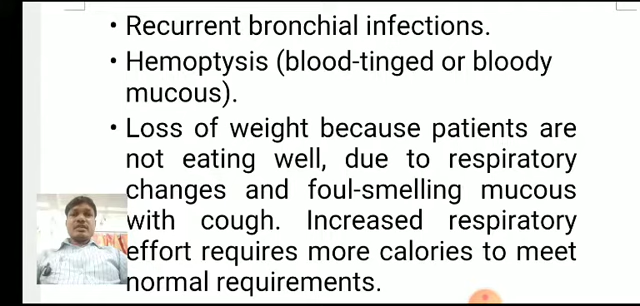 • Recurrent bronchial infections.
• Hemoptysis (blood-tinged or bloody
mucous).
• Loss of weight because patients are
not eating well, due to respiratory
changes and foul-smelling mucous
with cough. Increased respiratory
effort requires more calories to meet
normal requirements.